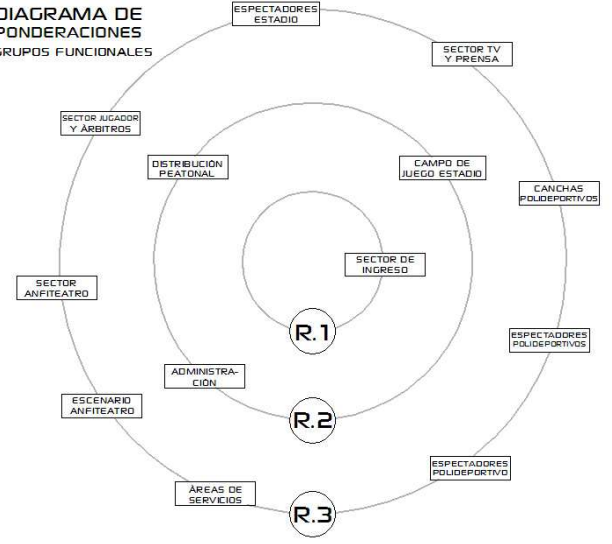 DIAGRAMA DE
PONDERACIONES
GRUPOS FUNCIONALES
ESPECTADORES
ESTADIO
SECTOR TV
Y PRENSA
SECTOR JUGADOR
Y ÁRBITROS
DISTRIBUCIÓN
PEATONAL
CAMPO DE
JUEGO ESTADIO
CANCHAS
POLIDEPORTIVOS
SECTOR DE
INGRESO
SECTOR
ANFITEATRO
R.1
ESPECTADORES
POLIDEPORTIVOS
ADMINISTRA-
CIÓN
ESCENARIO
ANFITEATRO
R.2
ESPECTADORES
POLIDEPORTIVO
ÁREAS DE
SERVICIOS
R.3